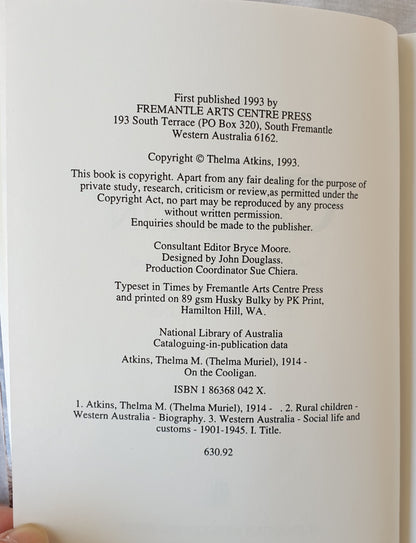 First published 1993 by
FREMANTLE ARTS CENTRE PRESS
193 South Terrace (PO Box 320), South Fremantle
Western Australia 6162.
Copyright © Thelma Atkins, 1993.
This book is copyright. Apart from any fair dealing for the purpose of
private study, research, criticism or review,as permitted under the
Copyright Act, no part may be reproduced by any process
without written permission.
Enquiries should be made to the publisher.
Consultant Editor Bryce Moore.
Designed by John Douglass.
Production Coordinator Sue Chiera.
Typeset in Times by Fremantle Arts Centre Press
and printed on 89 gsm Husky Bulky by PK Print,
Hamilton Hill, WA.
National Library of Australia
Cataloguing-in-publication data
Atkins, Thelma M. (Thelma Muriel), 1914 -
On the Cooligan.
ISBN 1 86368 042 X.
1. Atkins, Thelma M. (Thelma Muriel), 1914 - . 2. Rural children -
Western Australia - Biography. 3. Western Australia - Social life and
customs - 1901-1945. I. Title.
630.92